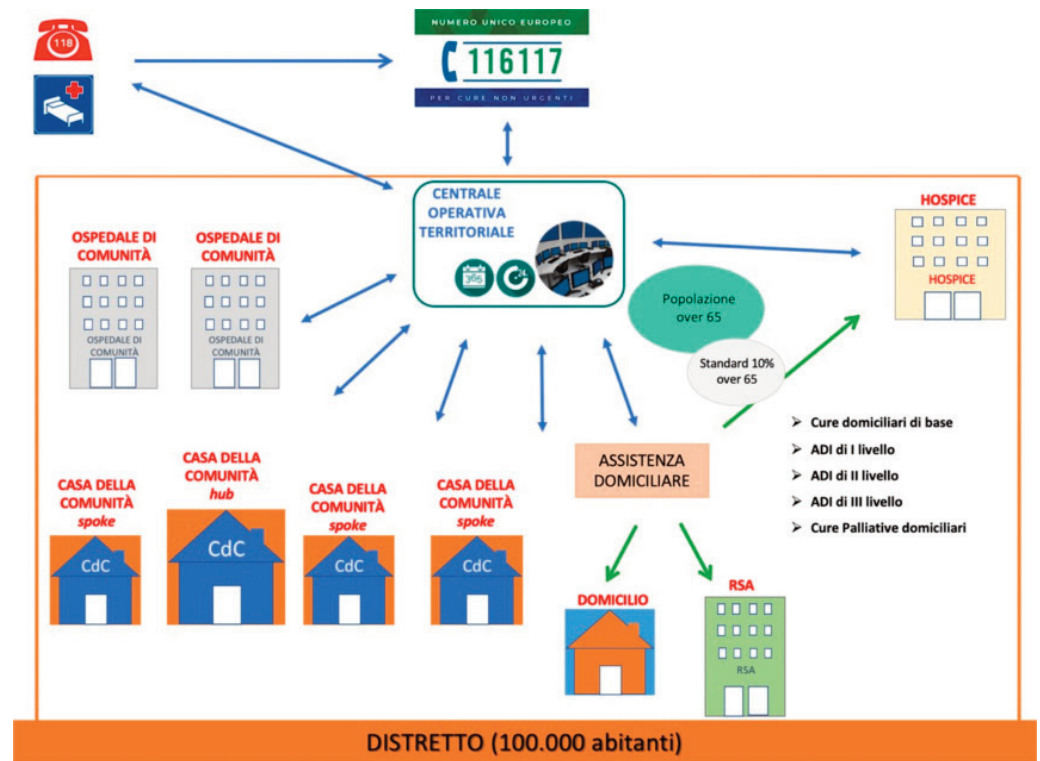 118
NUMERO UNICO EUROPEO
116117
PER CURE NON URGENTI
CENTRALE
OPERATIVA
TERRITORIALE
365
24
OSPEDALE DI
COMUNITÀ
OSPEDALE DI
COMUNITÀ
OSPEDALE DI
COMUNITÀ
OSPEDALE DI
COMUNITÀ
HOSPICE
HOSPICE
Popolazione
over 65
Standard 10%
over 65
➢ Cure domiciliari di base
➢ ADI di I livello
➢ ADI di II livello
➢ ADI di III livello
➢ Cure Palliative domiciliari
ASSISTENZA
DOMICILIARE
CASA DELLA
COMUNITÀ
spoke
CdC
CASA DELLA
COMUNITÀ
hub
CdC
CASA DELLA
COMUNITÀ
spoke
CdC
CASA DELLA
COMUNITÀ
spoke
CdC
DOMICILIO
RSA
RSA
DISTRETTO (100.000 abitanti)